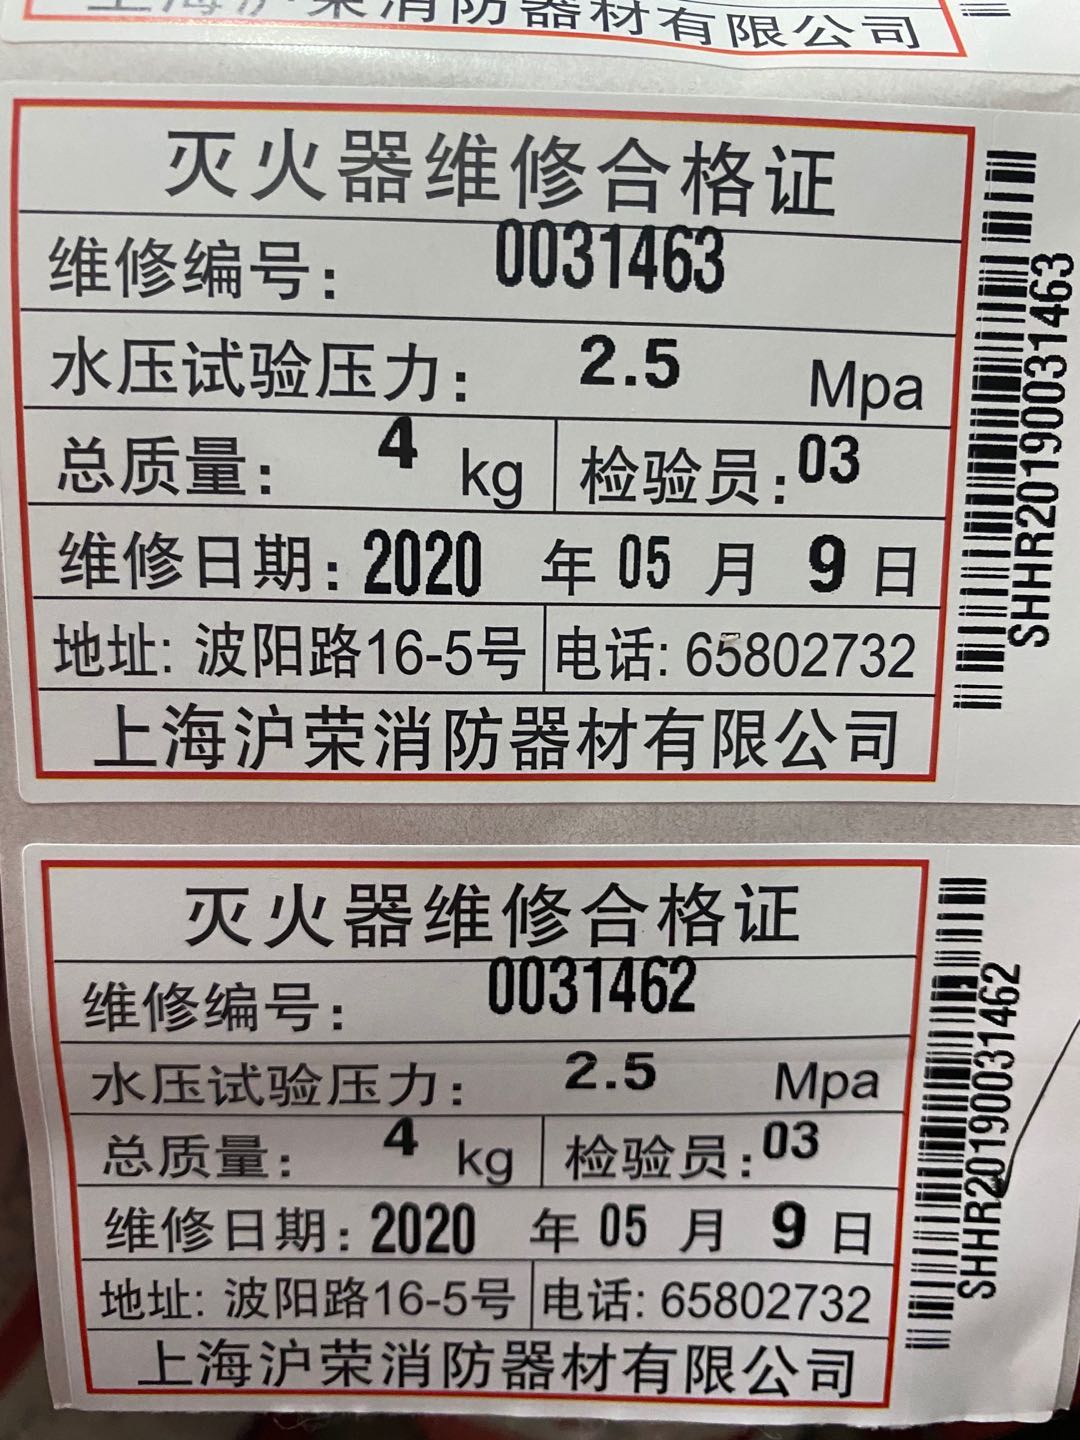 上海沪荣消防器材有限公司
灭火器维修合格证
维修编号: 0031463
水压试验压力: 2.5 Mpa
总质量: 4 kg 检验员: 03
维修日期: 2020 年 05 月 9 日
地址: 波阳路16-5号 电话: 65802732
上海沪荣消防器材有限公司
SHHR20190031463
灭火器维修合格证
维修编号: 0031462
水压试验压力: 2.5 Mpa
总质量: 4 kg 检验员: 03
维修日期: 2020 年 05 月 9 日
地址: 波阳路16-5号 电话: 65802732
上海沪荣消防器材有限公司
SHHR20190031462